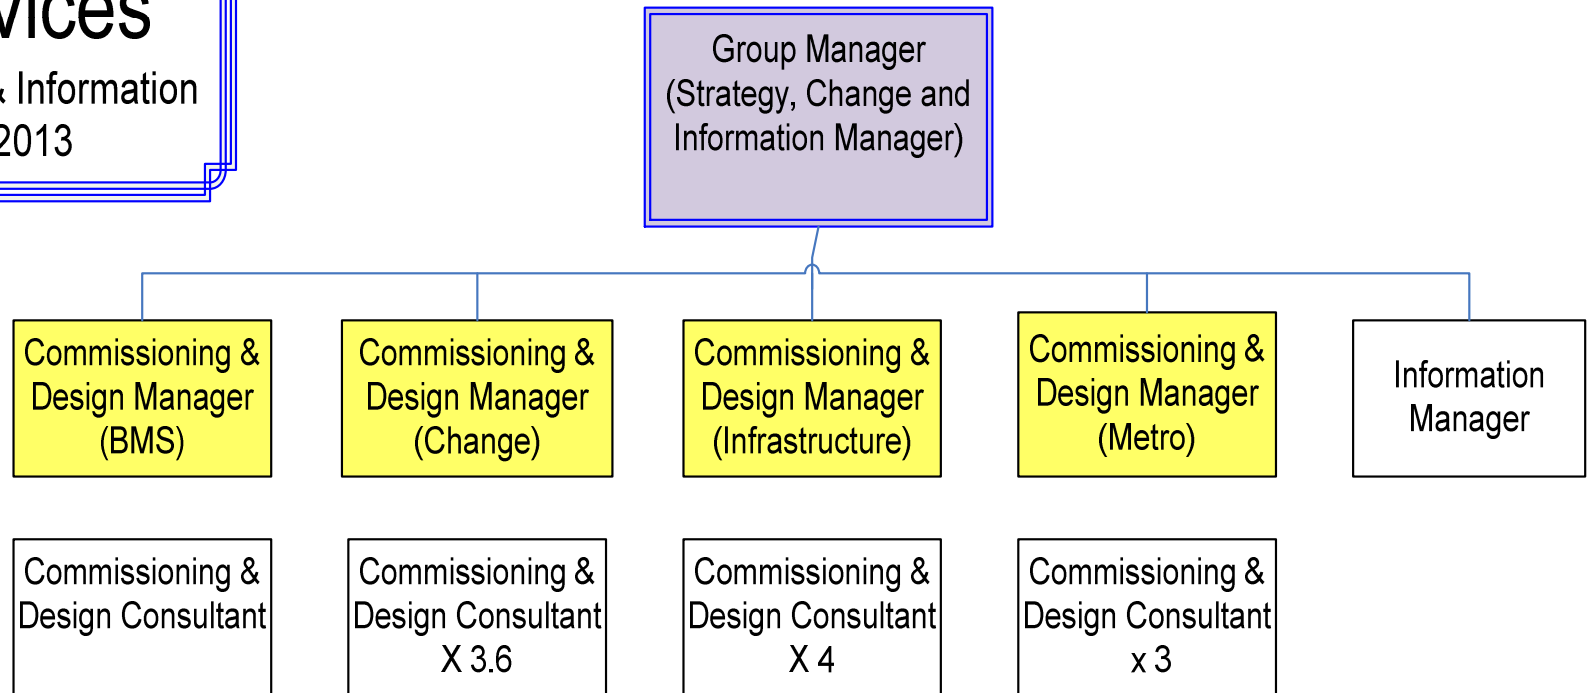 Information
2013
Group Manager
(Strategy, Change and
Information Manager)
Commissioning &
Design Manager
(BMS)
Commissioning &
Design Manager
(Change)
Commissioning &
Design Manager
(Infrastructure)
Commissioning &
Design Manager
(Metro)
Information
Manager
Commissioning &
Design Consultant
Commissioning &
Design Consultant
X 3.6
Commissioning &
Design Consultant
X 4
Commissioning &
Design Consultant
x 3